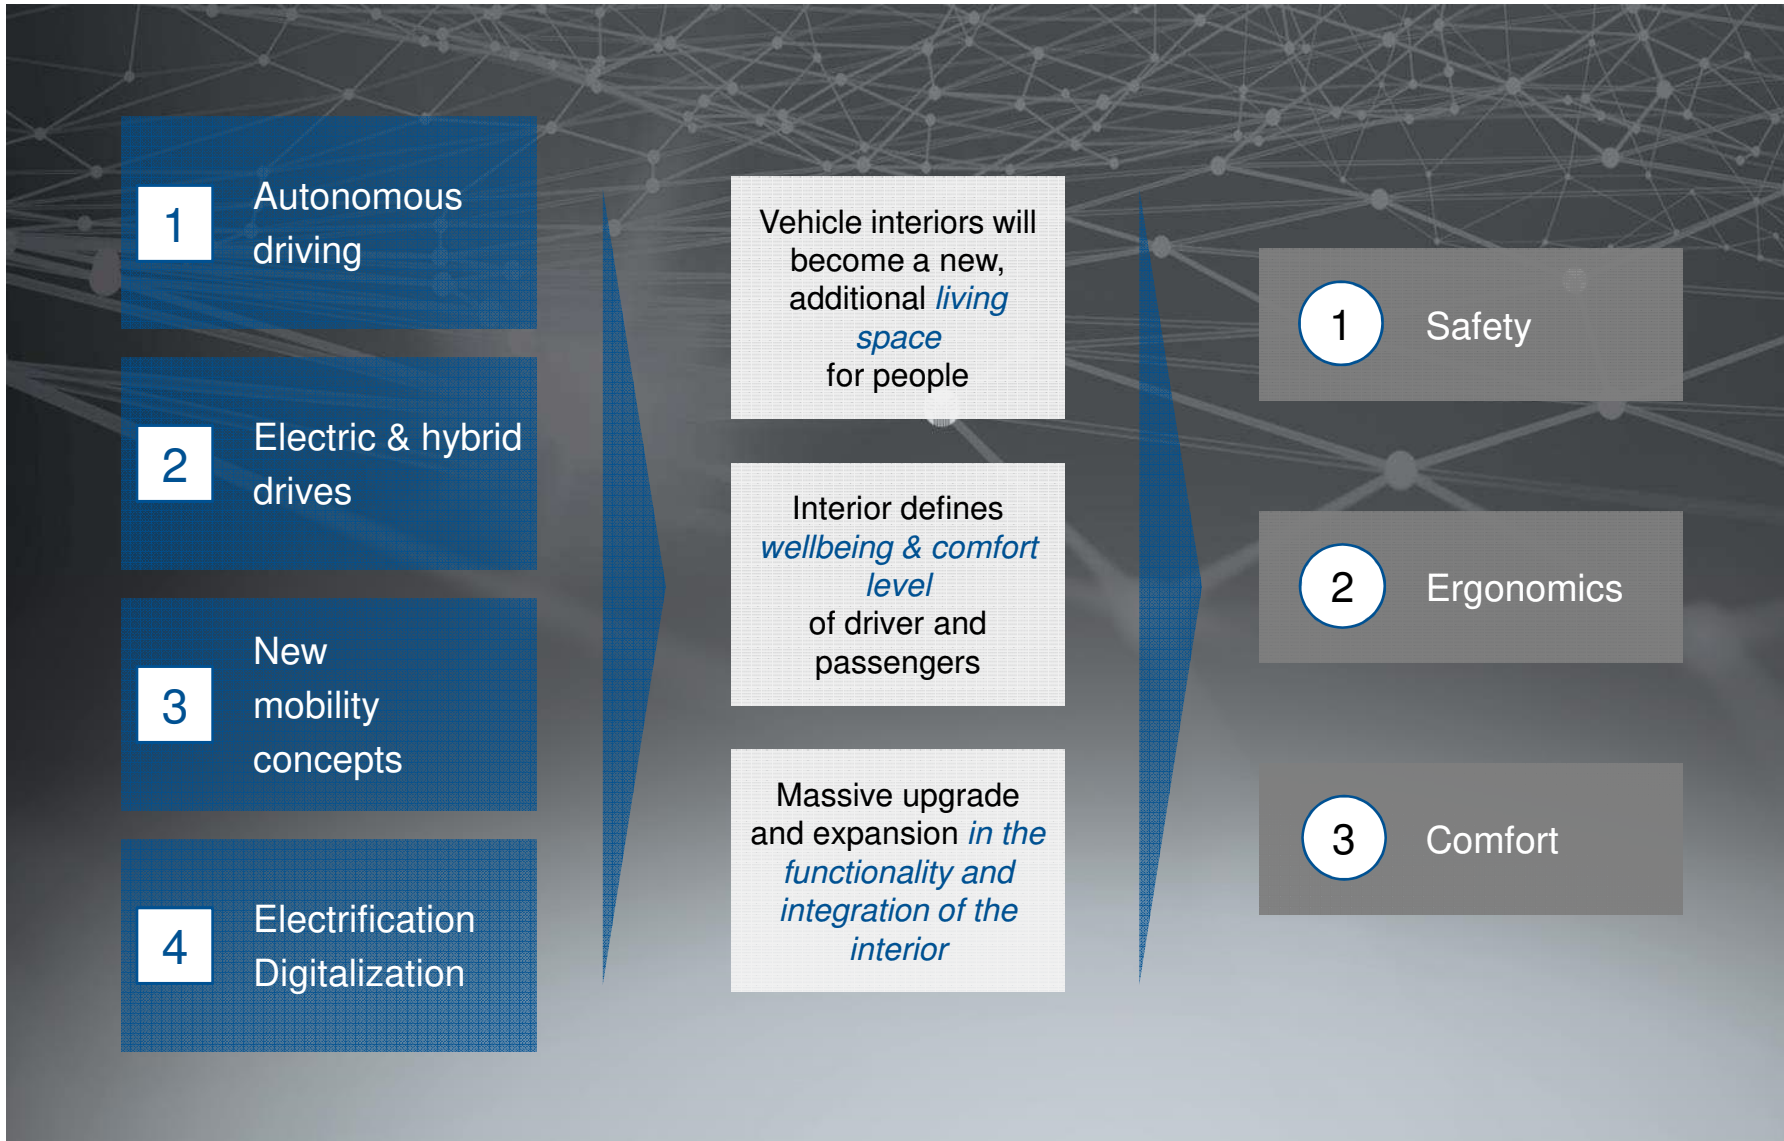 1
Autonomous
driving
2
Electric & hybrid
drives
3
New
mobility
concepts
4
Electrification
Digitalization
Vehicle interiors will
become a new,
additional living
space
for people
Interior defines
wellbeing & comfort
level
of driver and
passengers
Massive upgrade
and expansion in the
functionality and
integration of the
interior
1
Safety
2
Ergonomics
3
Comfort